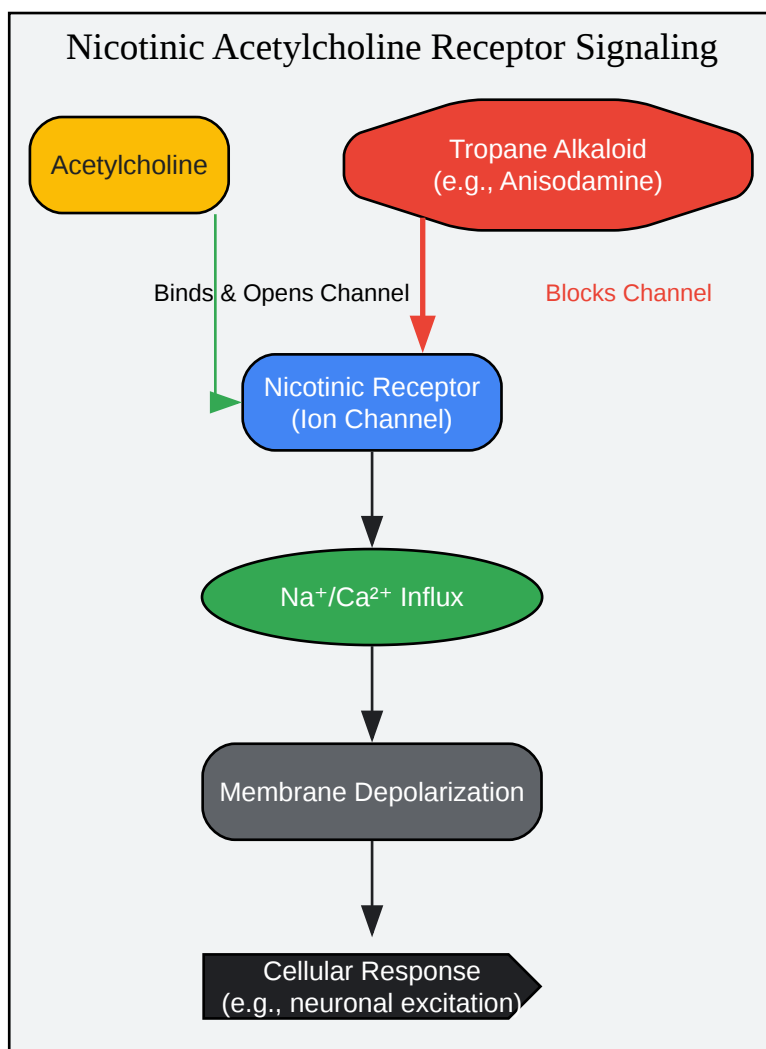 Nicotinic Acetylcholine Receptor Signaling
Acetylcholine
Tropane Alkaloid
(e.g., Anisodamine)
Binds & Opens Channel
Blocks Channel
Nicotinic Receptor
(Ion Channel)
Na⁺/Ca²⁺ Influx
Membrane Depolarization
Cellular Response
(e.g., neuronal excitation)